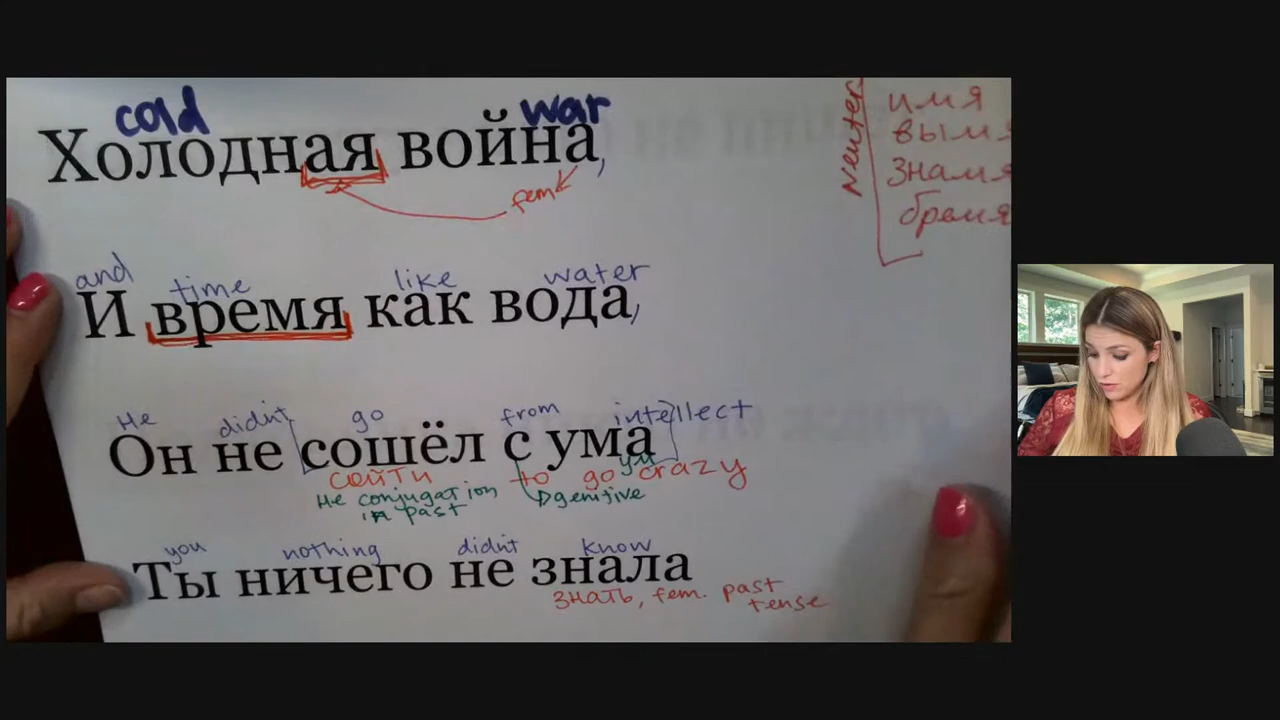 cold war
Холодная война,
fem
Neuter
имя
вымя
знамя
бремя
and time like water
И время как вода,
He didn't go from intellect
Он не сошёл с ума
сойти to go crazy
ум
He conjugation genitive
in past
you nothing didn't know
Ты ничего не знала
знать, fem. past
tense